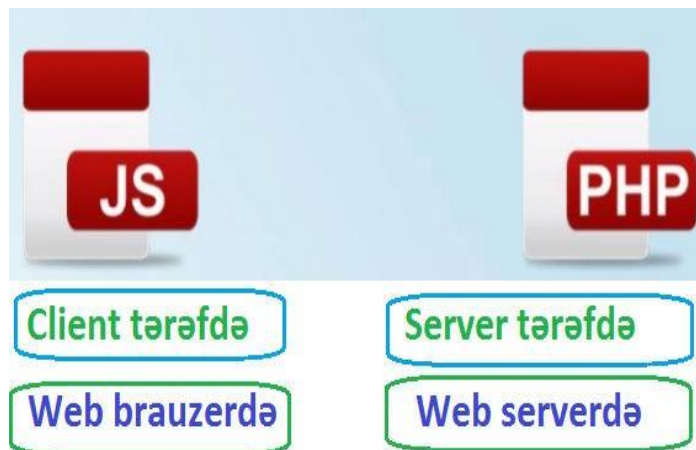 JS
PHP
Client tərəfdə
Server tərəfdə
Web brauzerdə
Web serverdə